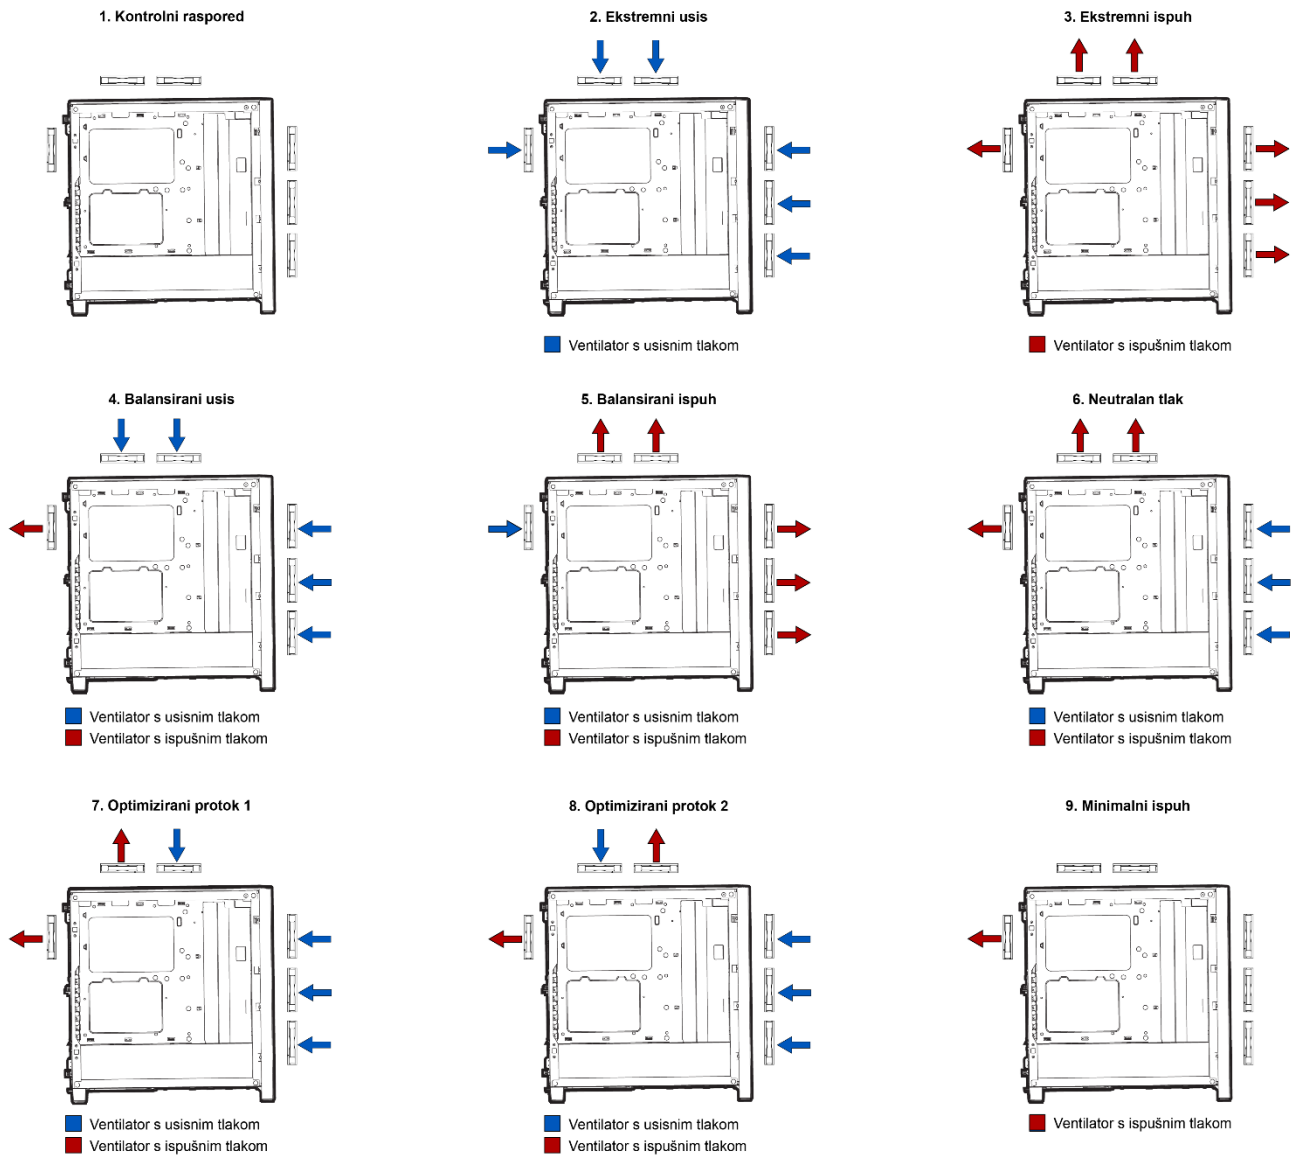 1. Kontrolni raspored
2. Ekstremni usis
3. Ekstremni ispuh
Ventilator s usisnim tlakom
Ventilator s ispušnim tlakom
4. Balansirani usis
5. Balansirani ispuh
6. Neutralan tlak
Ventilator s usisnim tlakom
Ventilator s ispušnim tlakom
Ventilator s usisnim tlakom
Ventilator s ispušnim tlakom
Ventilator s usisnim tlakom
Ventilator s ispušnim tlakom
7. Optimizirani protok 1
8. Optimizirani protok 2
9. Minimalni ispuh
Ventilator s usisnim tlakom
Ventilator s ispušnim tlakom
Ventilator s usisnim tlakom
Ventilator s ispušnim tlakom
Ventilator s ispušnim tlakom